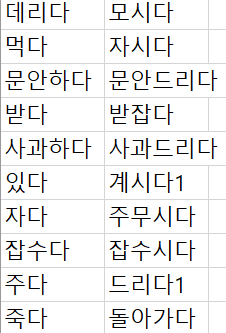 데리다 모시다
먹다 자시다
문안하다 문안드리다
받다 받잡다
사과하다 사과드리다
있다 계시다1
자다 주무시다
잡수다 잡수시다
주다 드리다1
죽다 돌아가다